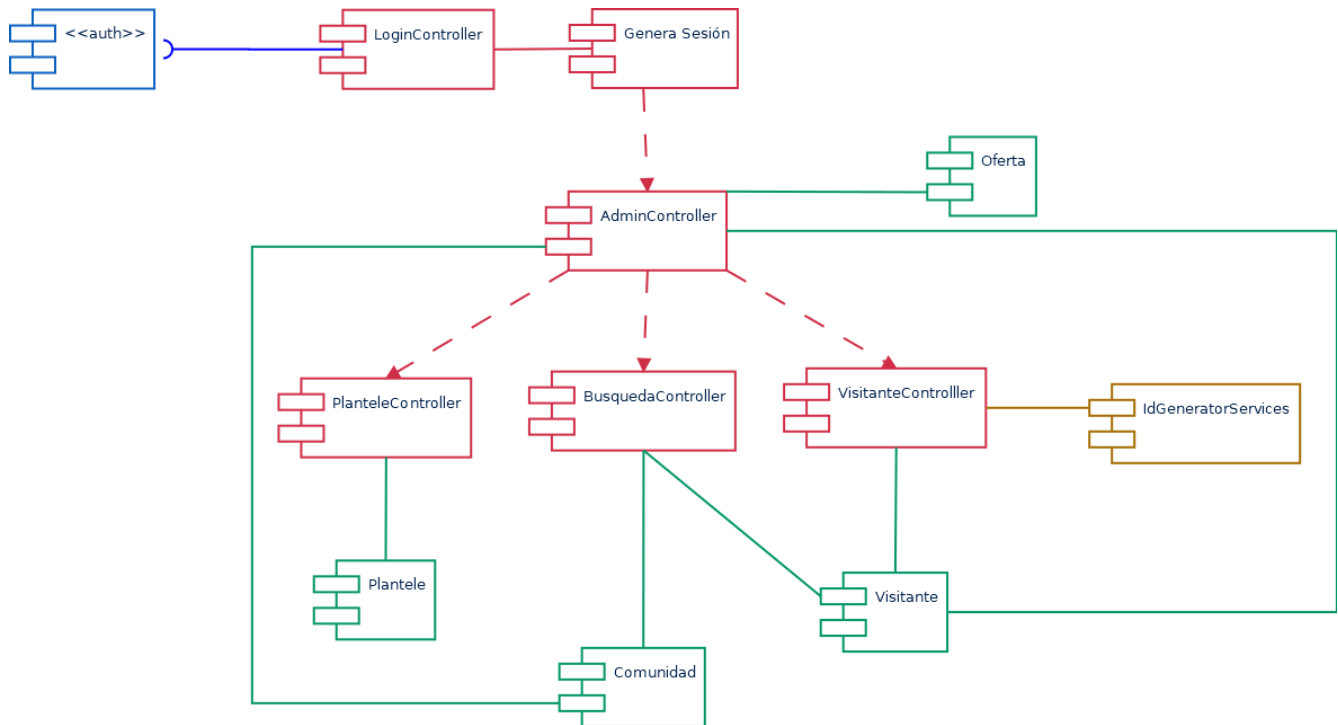 <<auth>>
LoginController
Genera Sesión
Oferta
AdminController
PlanteleController
BusquedaController
VisitanteControlller
IdGeneratorServices
Plantele
Visitante
Comunidad